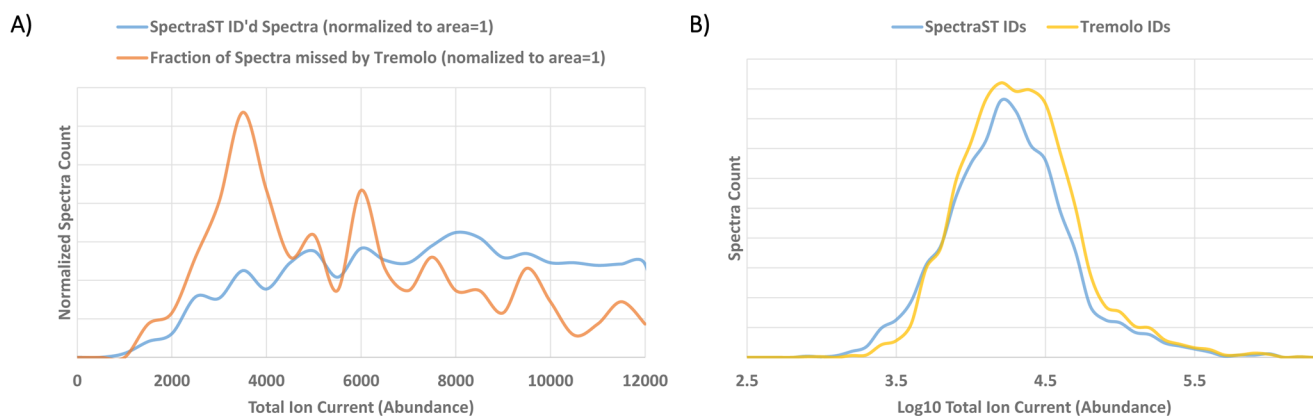 A)
SpectraST ID'd Spectra (normalized to area=1)
Fraction of Spectra missed by Tremolo (nomalized to area=1)
Normalized Spectra Count
0 2000 4000 6000 8000 10000 12000
Total Ion Current (Abundance)
B)
SpectraST IDs Tremolo IDs
Spectra Count
2.5 3.5 4.5 5.5
Log10 Total Ion Current (Abundance)